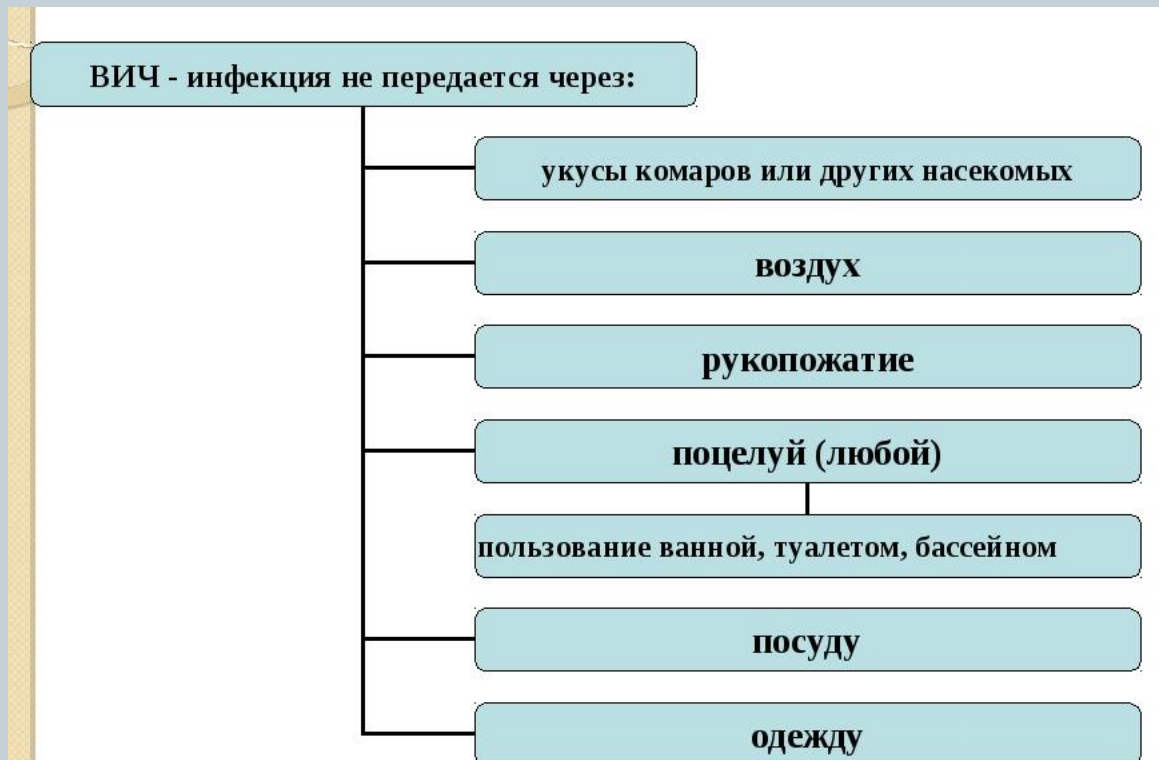 ВИЧ - инфекция не передается через:
укусы комаров или других насекомых
воздух
рукопожатие
поцелуй (любой)
пользование ванной, туалетом, бассейном
посуду
одежду